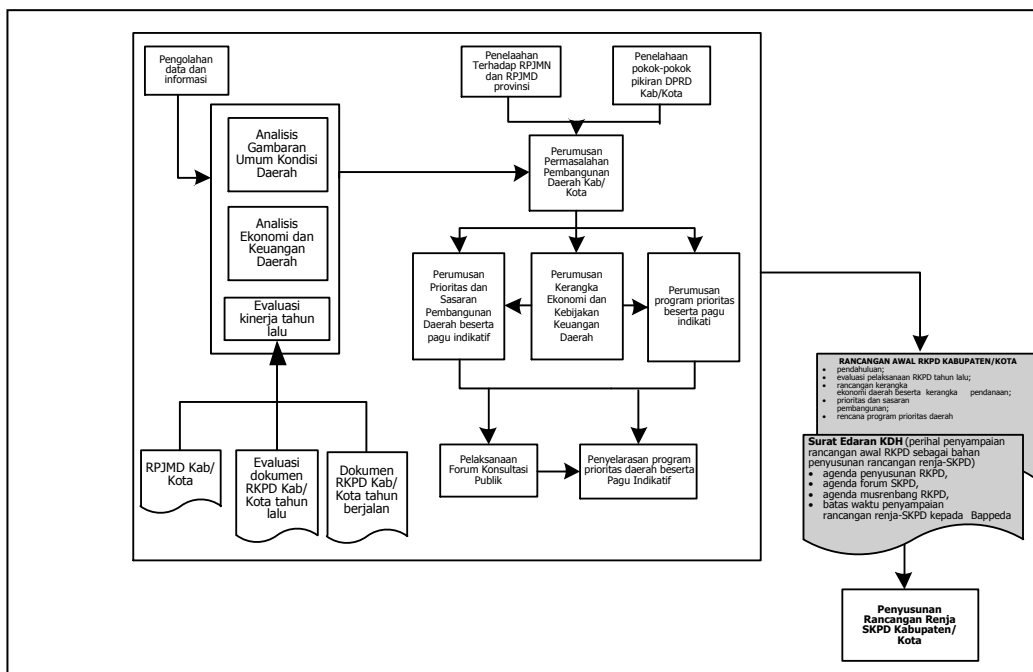 Pengolahan
data dan
informasi
Penelaahan
Terhadap RPJMN
dan RPJMD
provinsi
Penelahaan
pokok-pokok
pikiran DPRD
Kab/Kota
Analisis
Gambaran
Umum Kondisi
Daerah
Analisis
Ekonomi dan
Keuangan
Daerah
Evaluasi
kinerja tahun
lalu
Perumusan
Permasalahan
Pembangunan
Daerah Kab/
Kota
Perumusan
Prioritas dan
Sasaran
Pembangunan
Daerah beserta
pagu indikatif
Perumusan
Kerangka
Ekonomi dan
Kebijakan
Keuangan
Daerah
Perumusan
program prioritas
beserta pagu
indikati
RPJMD Kab/
Kota
Evaluasi
dokumen
RKPD Kab/
Kota tahun
lalu
Dokumen
RKPD Kab/
Kota tahun
berjalan
Pelaksanaan
Forum Konsultasi
Publik
Penyelarasan program
prioritas daerah beserta
Pagu Indikatif
RANCANGAN AWAL RKPD KABUPATEN/KOTA
• pendahuluan;
• evaluasi pelaksanaan RKPD tahun lalu;
• rancangan kerangka
ekonomi daerah beserta kerangka pendanaan;
• prioritas dan sasaran
pembangunan;
• rencana program prioritas daerah
Surat Edaran KDH (perihal penyampaian
rancangan awal RKPD sebagai bahan
penyusunan rancangan renja-SKPD)
• agenda penyusunan RKPD,
• agenda forum SKPD,
• agenda musrenbang RKPD,
• batas waktu penyampaian
rancangan renja-SKPD kepada Bappeda
Penyusunan
Rancangan Renja
SKPD Kabupaten/
Kota